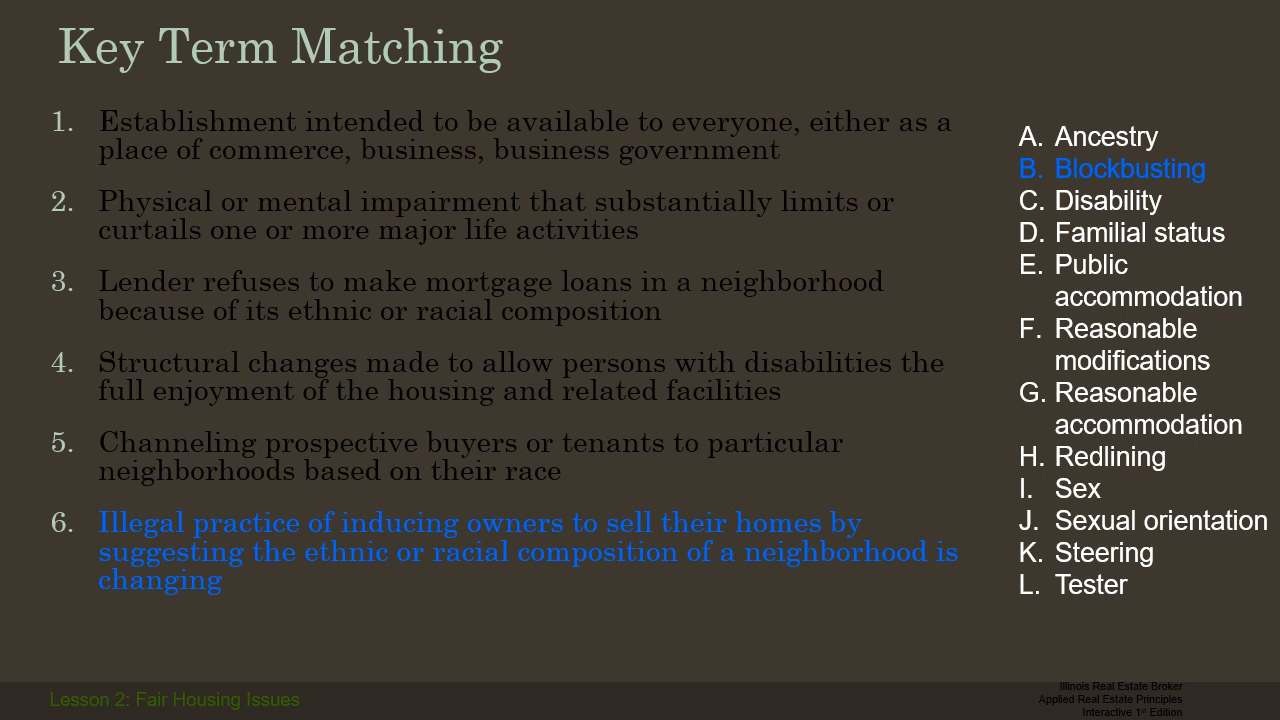 Key Term Matching
1. Establishment intended to be available to everyone, either as a
place of commerce, business, business government
2. Physical or mental impairment that substantially limits or
curtails one or more major life activities
3. Lender refuses to make mortgage loans in a neighborhood
because of its ethnic or racial composition
4. Structural changes made to allow persons with disabilities the
full enjoyment of the housing and related facilities
5. Channeling prospective buyers or tenants to particular
neighborhoods based on their race
6. Illegal practice of inducing owners to sell their homes by
suggesting the ethnic or racial composition of a neighborhood is
changing
A. Ancestry
B. Blockbusting
C. Disability
D. Familial status
E. Public
accommodation
F. Reasonable
modifications
G. Reasonable
accommodation
H. Redlining
I. Sex
J. Sexual orientation
K. Steering
L. Tester
Lesson 2: Fair Housing Issues
Illinois Real Estate Broker
Applied Real Estate Principles
Interactive 1st Edition